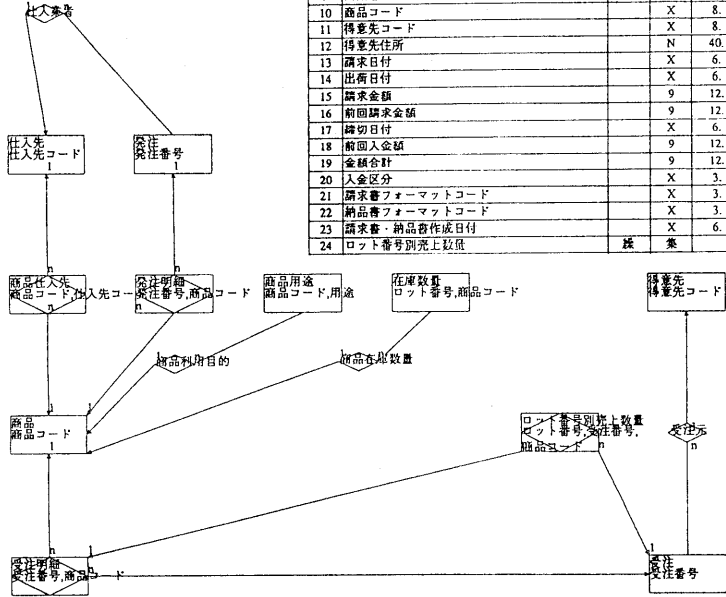 10 商品コード X 8.
11 得意先コード X 8.
12 得意先住所 N 40.
13 請求日付 X 6.
14 出荷日付 X 6.
15 請求金額 9 12.
16 前回請求金額 9 12.
17 締切日付 X 6.
18 前回入金額 9 12.
19 金額合計 9 12.
20 入金区分 X 3.
21 請求書フォーマットコード X 3.
22 納品書フォーマットコード X 3.
23 請求書・納品書作成日付 X 6.
24 ロット番号別売上数量 繰 集
仕入業者
仕入先
仕入先コード
1
発注
発注番号
1
n
n
商品仕入先
商品コード,仕入先コー
n
発注明細
発注番号,商品コード
n
商品用途
商品コード,用途
在庫数量
ロット番号,商品コード
得意先
得意先コード
商品利用目的
商品在庫数量
商品
商品コード
1
ロット番号別売上数量
ロット番号,受注番号,
商品コード n
受注元
n
n
受注明細
受注番号,商品コード
1
受注
受注番号